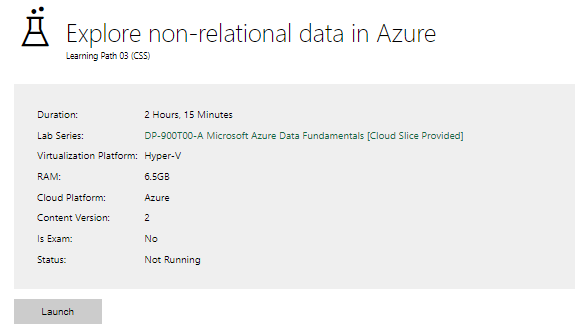 Explore non-relational data in Azure
Learning Path 03 (CSS)
Duration: 2 Hours, 15 Minutes
Lab Series: DP-900T00-A Microsoft Azure Data Fundamentals [Cloud Slice Provided]
Virtualization Platform: Hyper-V
RAM: 6.5GB
Cloud Platform: Azure
Content Version: 2
Is Exam: No
Status: Not Running
Launch